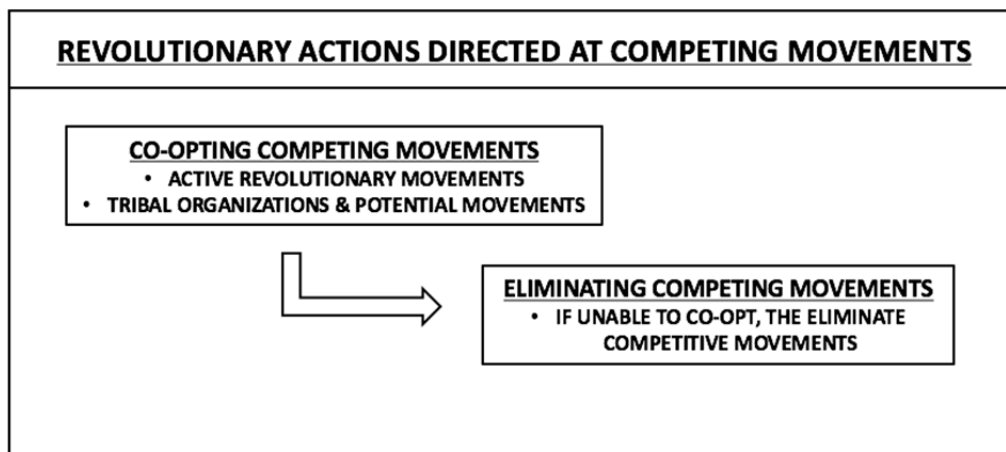 REVOLUTIONARY ACTIONS DIRECTED AT COMPETING MOVEMENTS
CO-OPTING COMPETING MOVEMENTS
• ACTIVE REVOLUTIONARY MOVEMENTS
• TRIBAL ORGANIZATIONS & POTENTIAL MOVEMENTS
ELIMINATING COMPETING MOVEMENTS
• IF UNABLE TO CO-OPT, THE ELIMINATE
COMPETITIVE MOVEMENTS